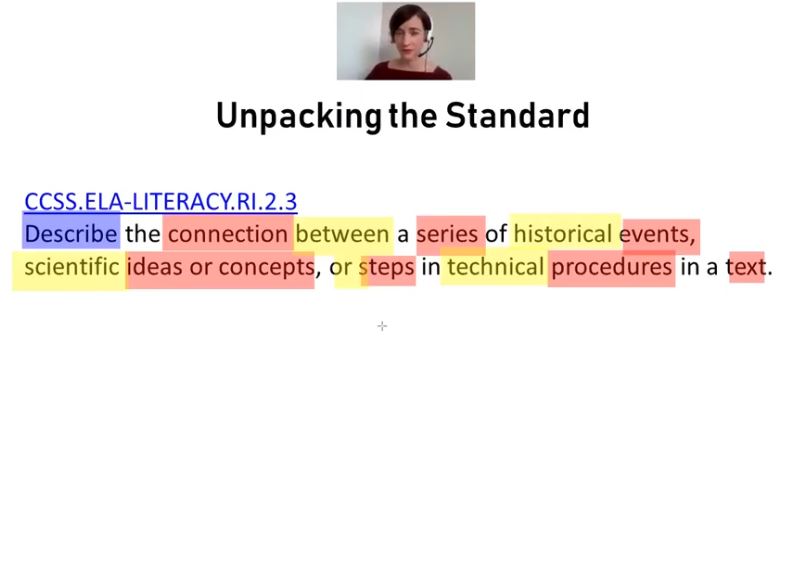 Unpacking the Standard
CCSS.ELA-LITERACY.RI.2.3
Describe the connection between a series of historical events,
scientific ideas or concepts, or steps in technical procedures in a text.